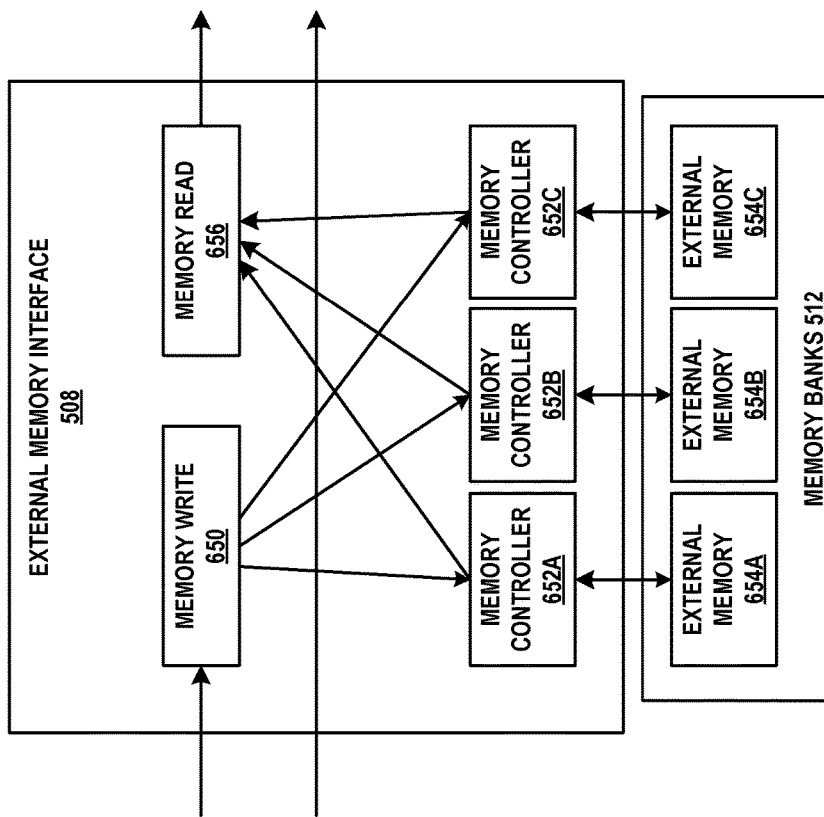 EXTERNAL MEMORY INTERFACE
508
MEMORY WRITE
650
MEMORY READ
656
MEMORY
CONTROLLER
652A
MEMORY
CONTROLLER
652B
MEMORY
CONTROLLER
652C
EXTERNAL
MEMORY
654A
EXTERNAL
MEMORY
654B
EXTERNAL
MEMORY
654C
MEMORY BANKS 512